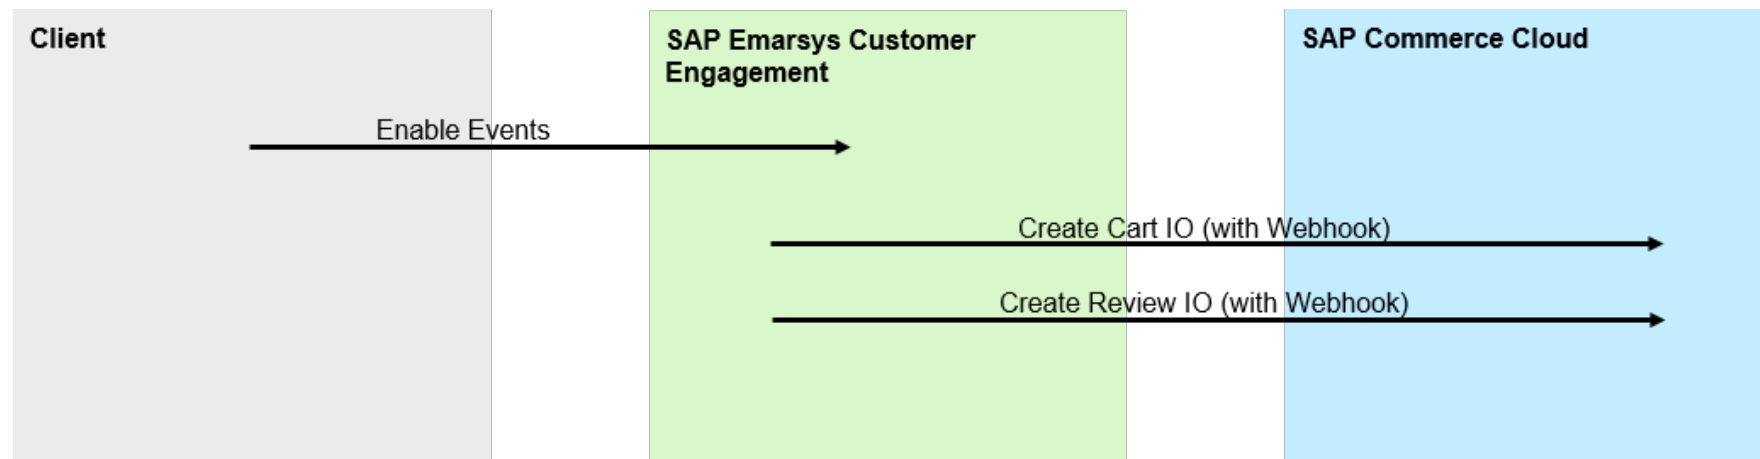 Client
SAP Emarsys Customer
Engagement
SAP Commerce Cloud
Enable Events
Create Cart IO (with Webhook)
Create Review IO (with Webhook)